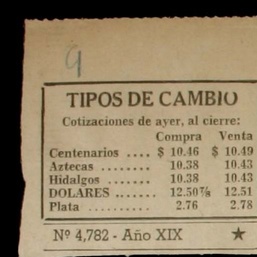 9
TIPOS DE CAMBIO
Cotizaciones de ayer, al cierre:
Compra Venta
Centenarios .... $ 10.46 $ 10.49
Aztecas .......... 10.38 10.43
Hidalgos ....... 10.38 10.43
DOLARES ...... 12.50⅞ 12.51
Plata .......... 2.76 2.78
Nº 4,782 - Año XIX ★